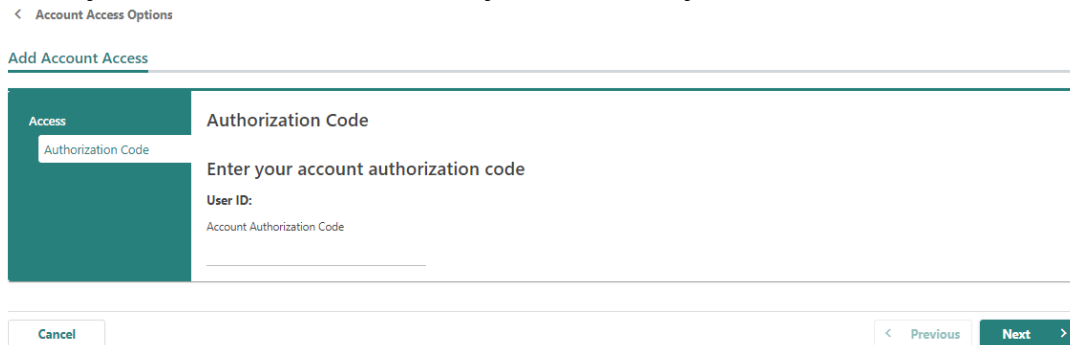 Account Access Options
Add Account Access
Access
Authorization Code
Authorization Code
Enter your account authorization code
User ID:
Account Authorization Code
Cancel
Previous
Next